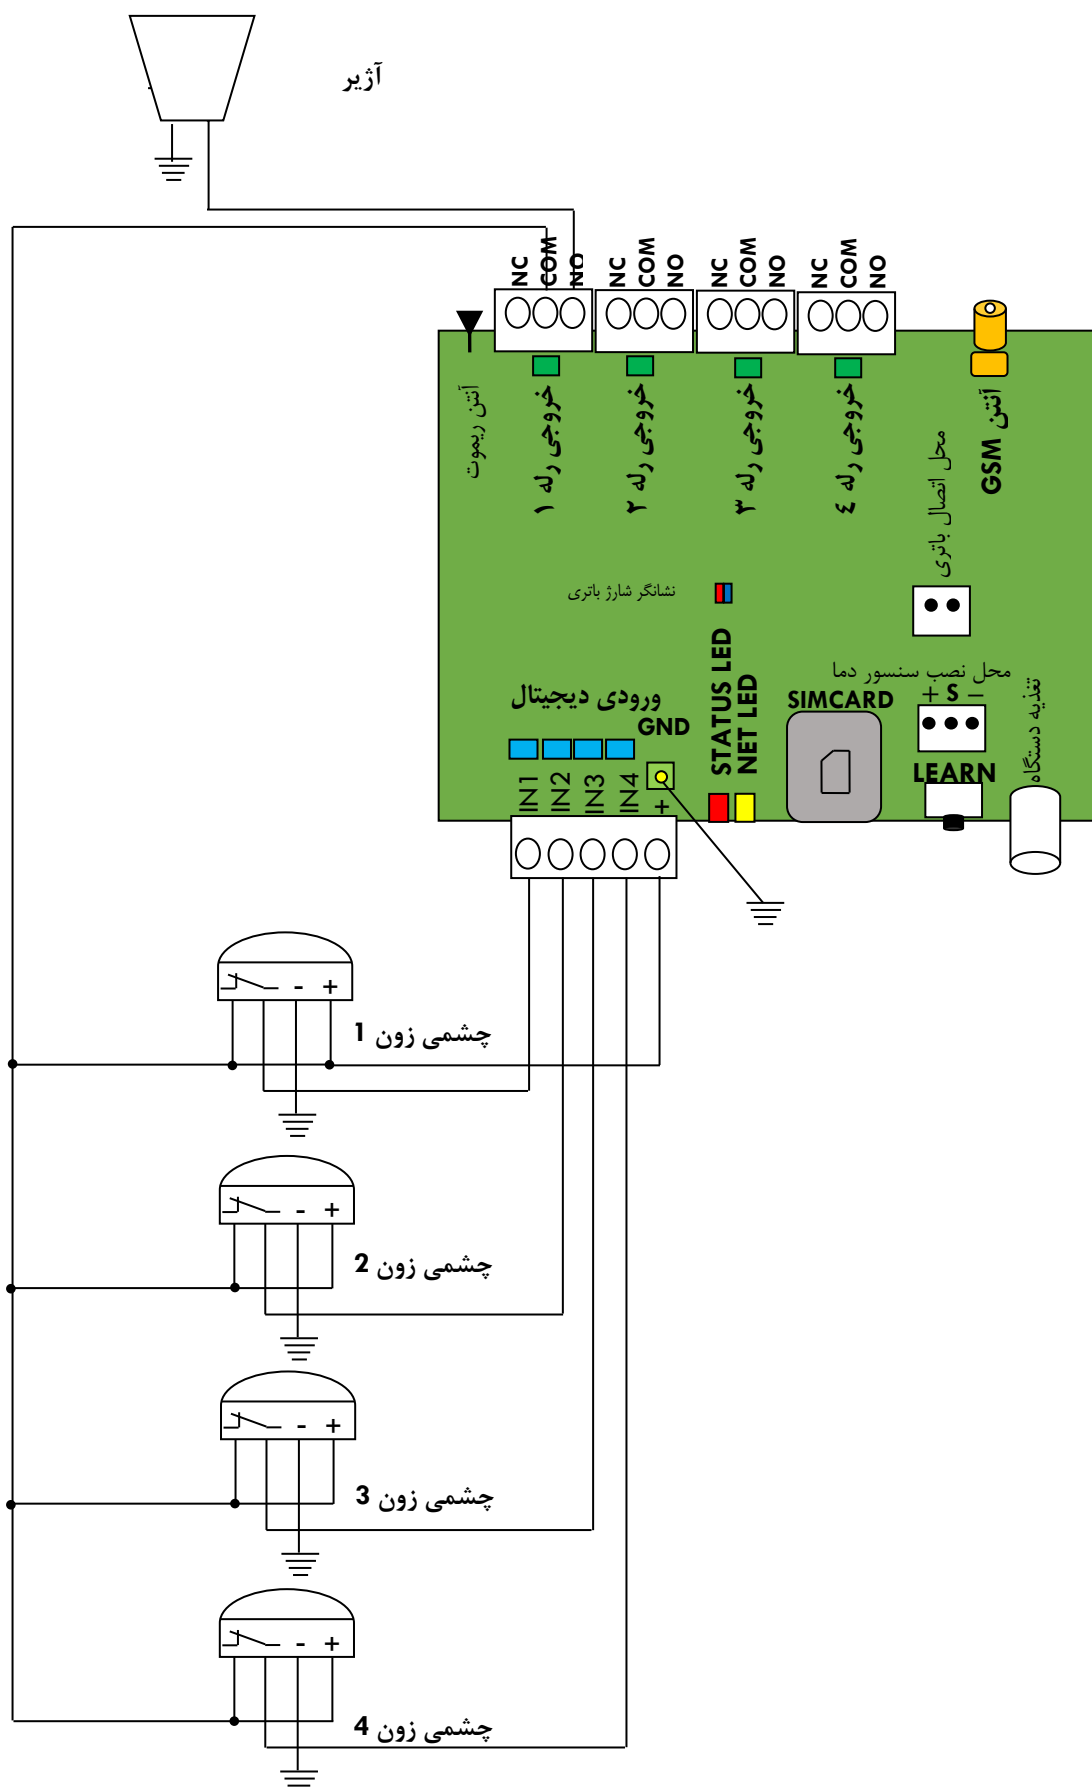 آژیر
NC
COM
NO
NC
COM
NO
NC
COM
NO
NC
COM
NO
آنتن ریموت
خروجی رله ۱
خروجی رله ۲
خروجی رله ۳
خروجی رله ٤
آنتن GSM
محل اتصال باتری
نشانگر شارژ باتری
STATUS LED
NET LED
محل نصب سنسور دما
+ S –
SIMCARD
LEARN
تغذیه دستگاه
ورودی دیجیتال
GND
IN1
IN2
IN3
IN4
+
- +
چشمی زون 1
- +
چشمی زون 2
- +
چشمی زون 3
- +
چشمی زون 4